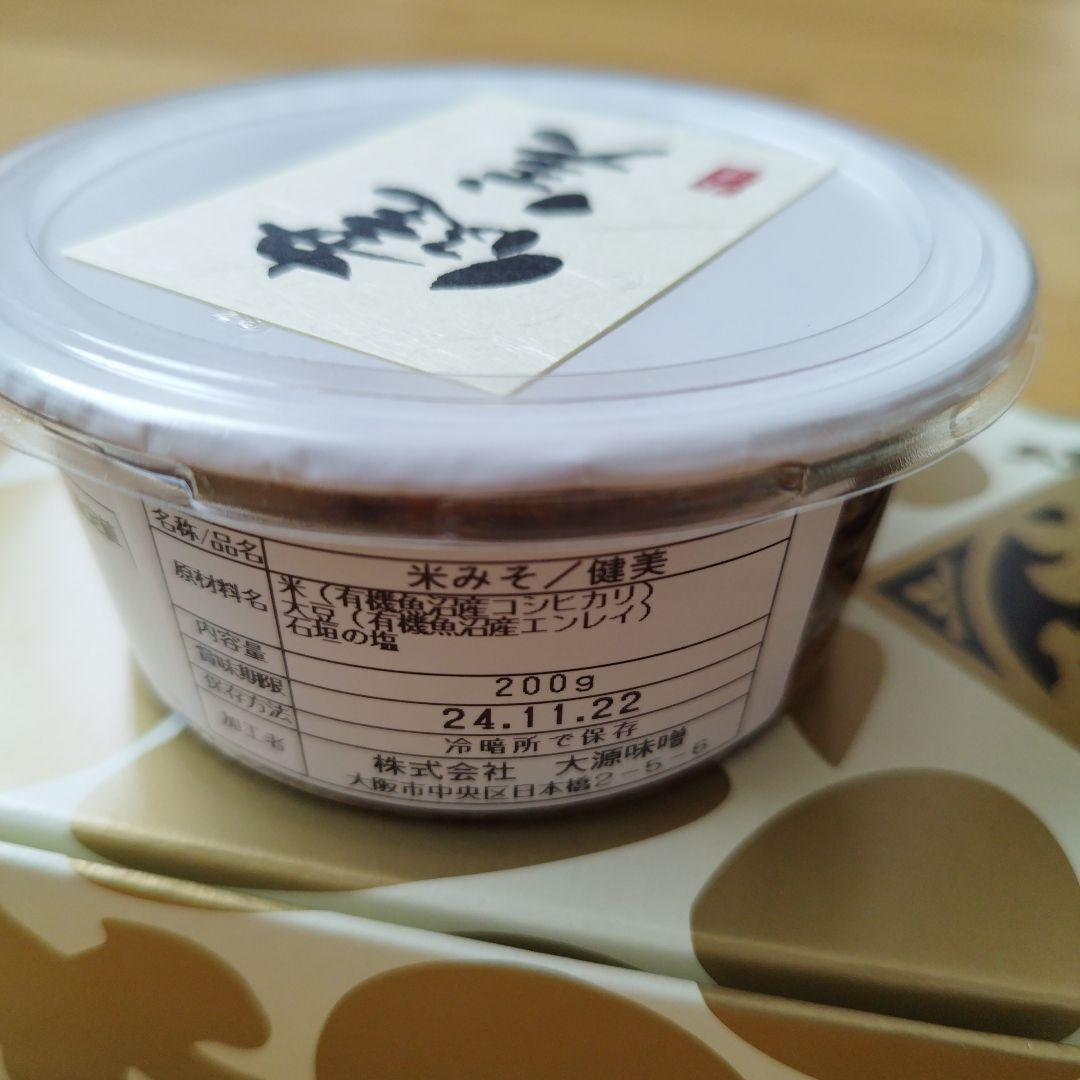 名称/品名
米みそ/健美
原材料名
米(有機魚沼産コシヒカリ)
大豆(有機魚沼産エンレイ)
石垣の塩
内容量
200g
賞味期限
24.11.22
保存方法
冷暗所で保存
加工者
株式会社 大源味噌
大阪市中央区日本橋2-5-6